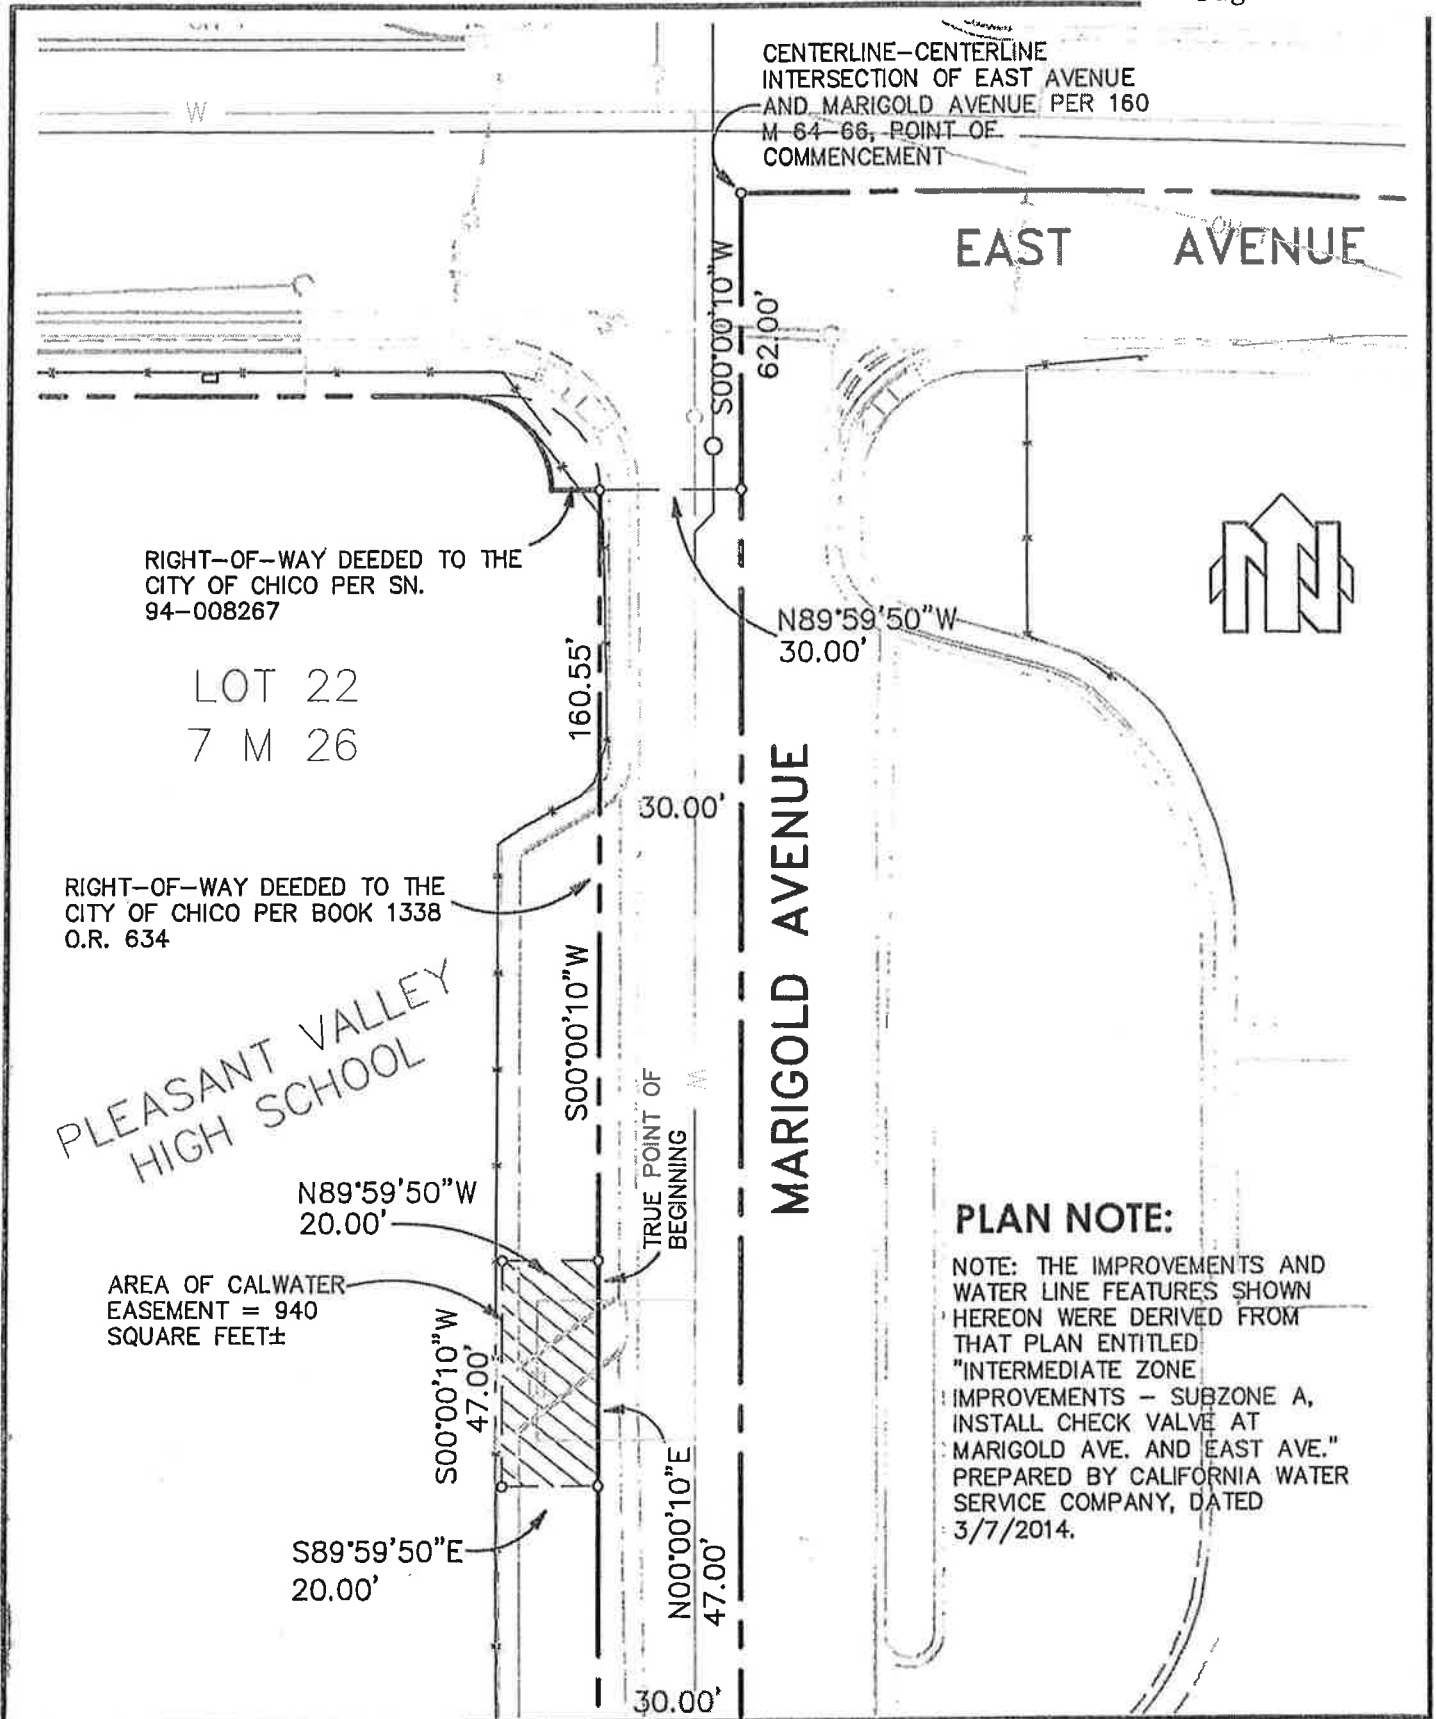 CENTERLINE-CENTERLINE
INTERSECTION OF EAST AVENUE
AND MARIGOLD AVENUE PER 160
M 64-66, POINT OF
COMMENCEMENT
W
EAST AVENUE
OH
S00°00'10"W
62.00'
RIGHT-OF-WAY DEEDED TO THE
CITY OF CHICO PER SN.
94-008267
N89°59'50"W
30.00'
LOT 22
7 M 26
160.55'
30.00'
MARIGOLD AVENUE
RIGHT-OF-WAY DEEDED TO THE
CITY OF CHICO PER BOOK 1338
O.R. 634
S00°00'10"W
PLEASANT VALLEY
HIGH SCHOOL
TRUE POINT OF
BEGINNING
W
N89°59'50"W
20.00'
AREA OF CALWATER
EASEMENT = 940
SQUARE FEET±
S00°00'10"W
47.00'
N00°00'10"E
47.00'
S89°59'50"E
20.00'
30.00'
PLAN NOTE:
NOTE: THE IMPROVEMENTS AND
WATER LINE FEATURES SHOWN
HEREON WERE DERIVED FROM
THAT PLAN ENTITLED
"INTERMEDIATE ZONE
IMPROVEMENTS - SUBZONE A,
INSTALL CHECK VALVE AT
MARIGOLD AVE. AND EAST AVE."
PREPARED BY CALIFORNIA WATER
SERVICE COMPANY, DATED
3/7/2014.